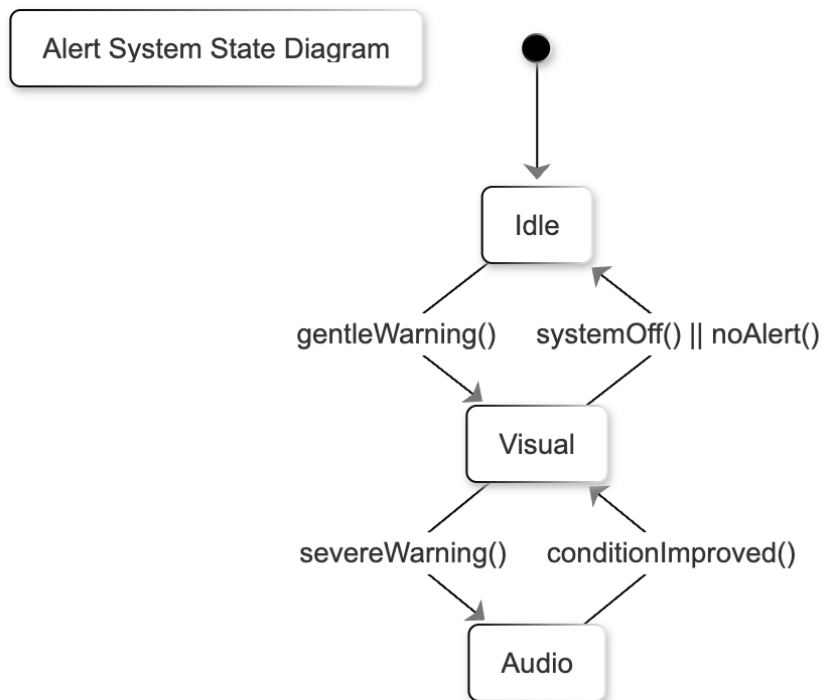 Alert System State Diagram
Idle
gentleWarning()
systemOff() || noAlert()
Visual
severeWarning()
conditionImproved()
Audio